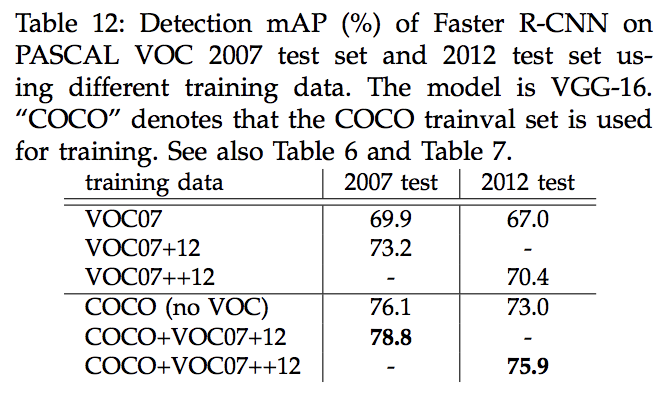 Table 12: Detection mAP (%) of Faster R-CNN on
PASCAL VOC 2007 test set and 2012 test set us-
ing different training data. The model is VGG-16.
“COCO” denotes that the COCO trainval set is used
for training. See also Table 6 and Table 7.
training data 2007 test 2012 test
VOC07 69.9 67.0
VOC07+12 73.2 -
VOC07++12 - 70.4
COCO (no VOC) 76.1 73.0
COCO+VOC07+12 78.8 -
COCO+VOC07++12 - 75.9